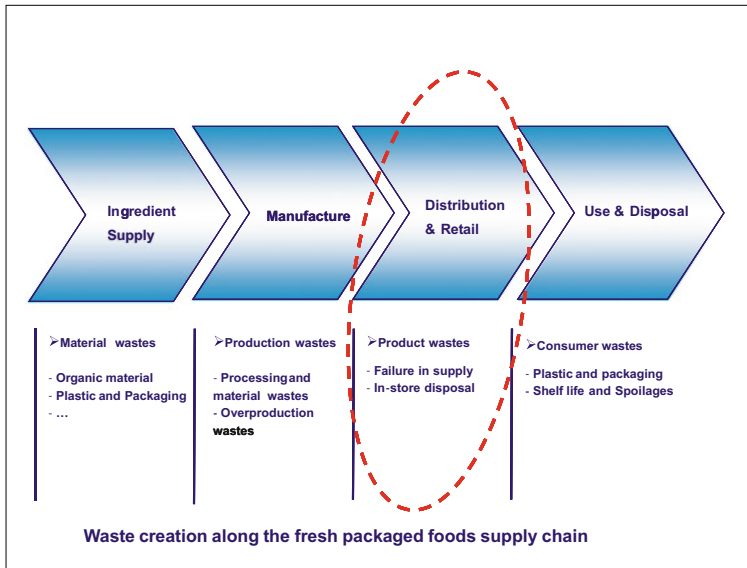 Ingredient
Supply
Manufacture
Distribution
& Retail
Use & Disposal
➢Material wastes
- Organic material
- Plastic and Packaging
- ...
➢Production wastes
- Processingand
material wastes
- Overproduction
wastes
➢Product wastes
- Failure in supply
- In-store disposal
➢Consumer wastes
- Plastic and packaging
- Shelf life and Spoilages
Waste creation along the fresh packaged foods supply chain